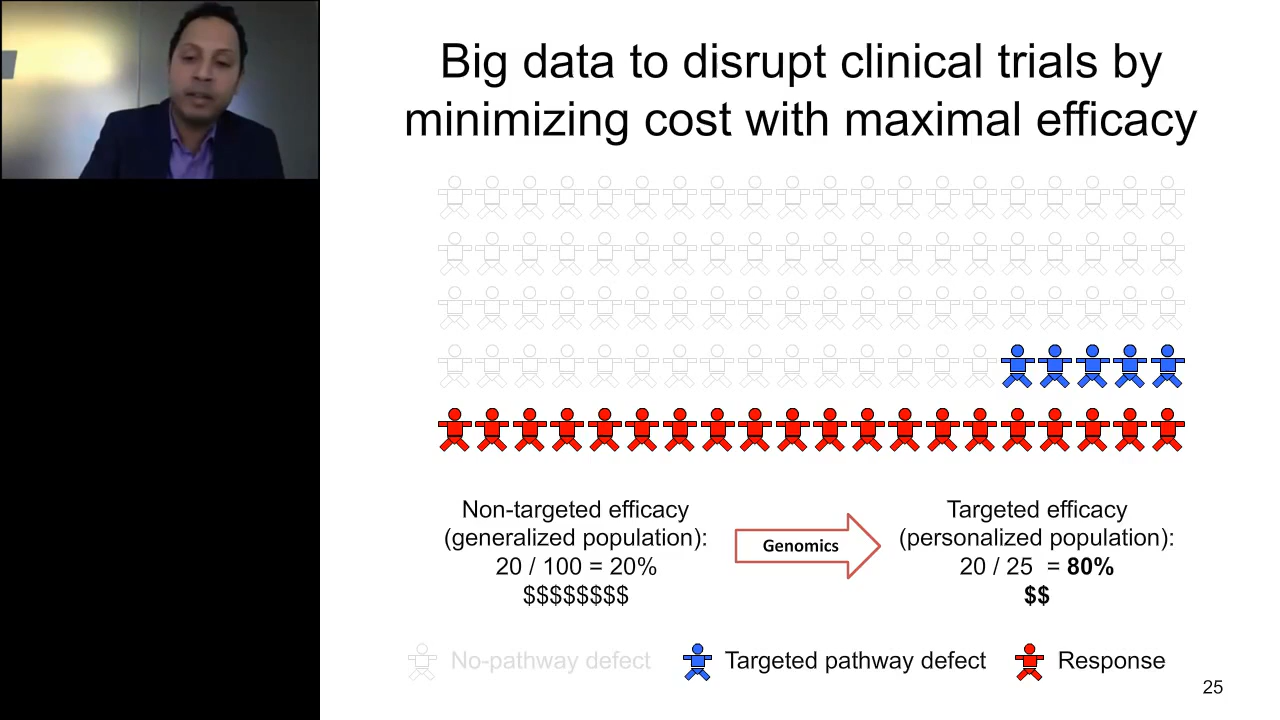 Big data to disrupt clinical trials by
minimizing cost with maximal efficacy
Non-targeted efficacy
(generalized population):
20 / 100 = 20%
$$$$$$$$
Genomics
Targeted efficacy
(personalized population):
20 / 25 = 80%
$$
No-pathway defect
Targeted pathway defect
Response
25